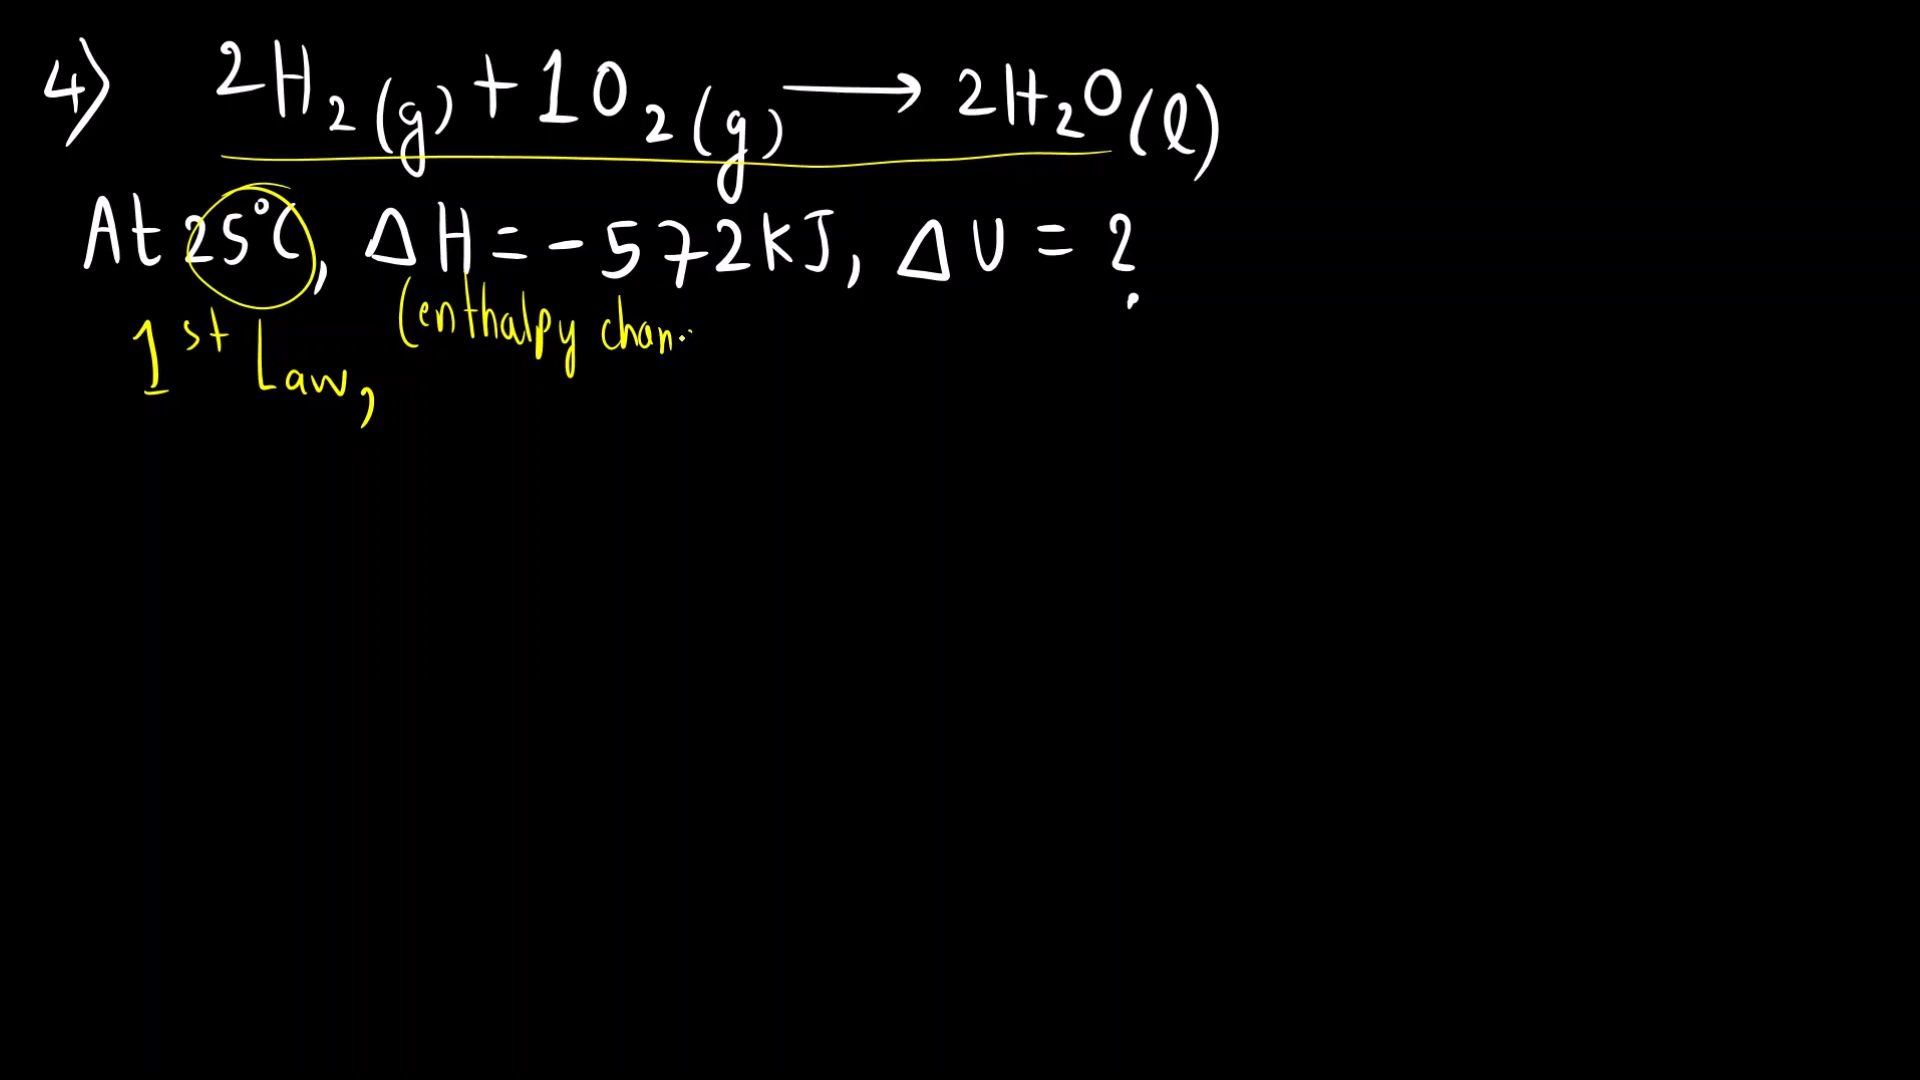 4) 2H₂(g) + 1O₂(g) ⟶ 2H₂O(l)
At 25°C, ΔH = -572kJ, ΔU = ?
(enthalpy chan
1st Law,